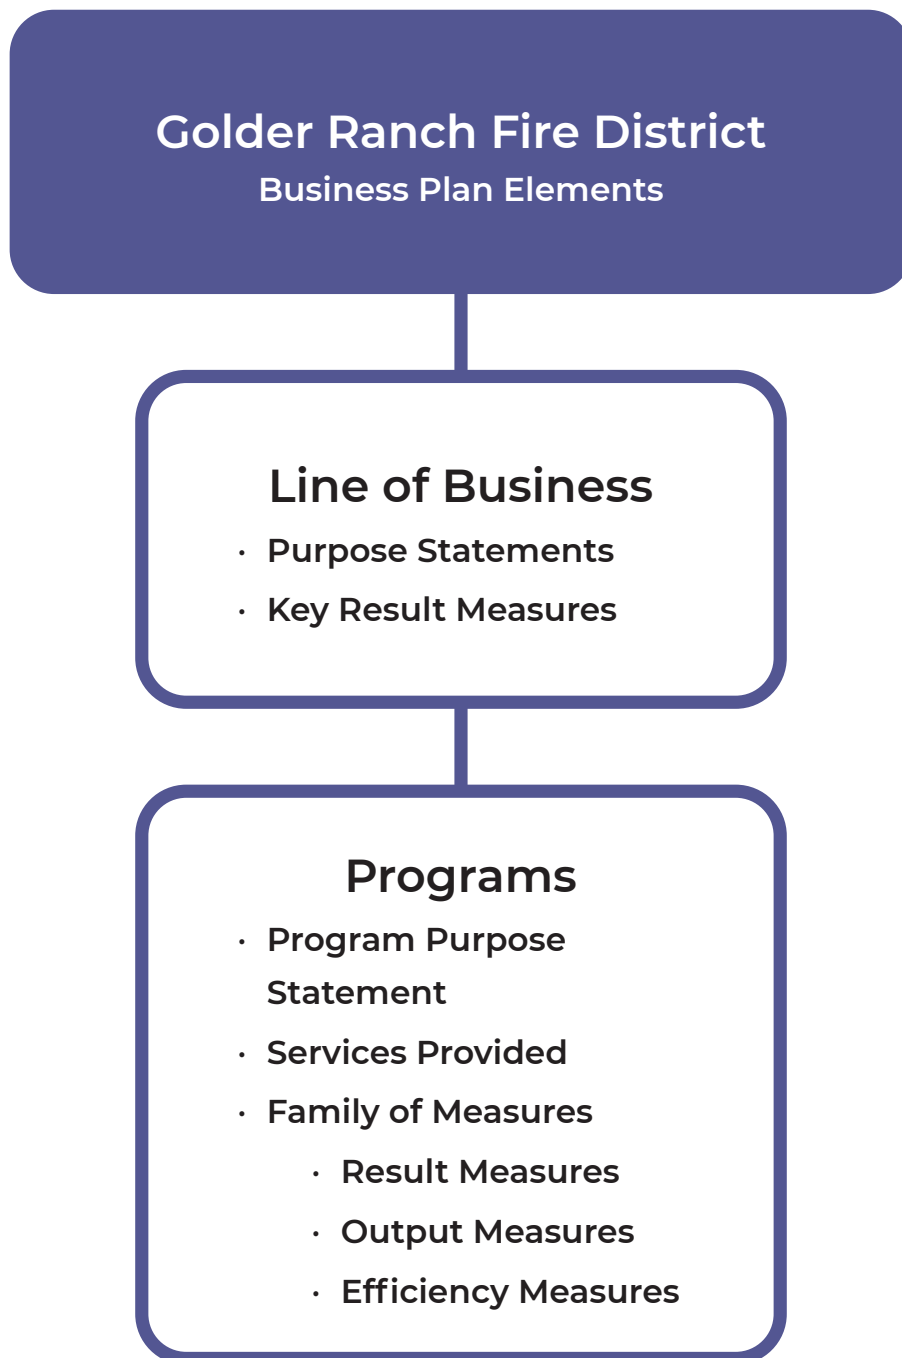 Golder Ranch Fire District
Business Plan Elements
Line of Business
· Purpose Statements
· Key Result Measures
Programs
· Program Purpose
Statement
· Services Provided
· Family of Measures
· Result Measures
· Output Measures
· Efficiency Measures